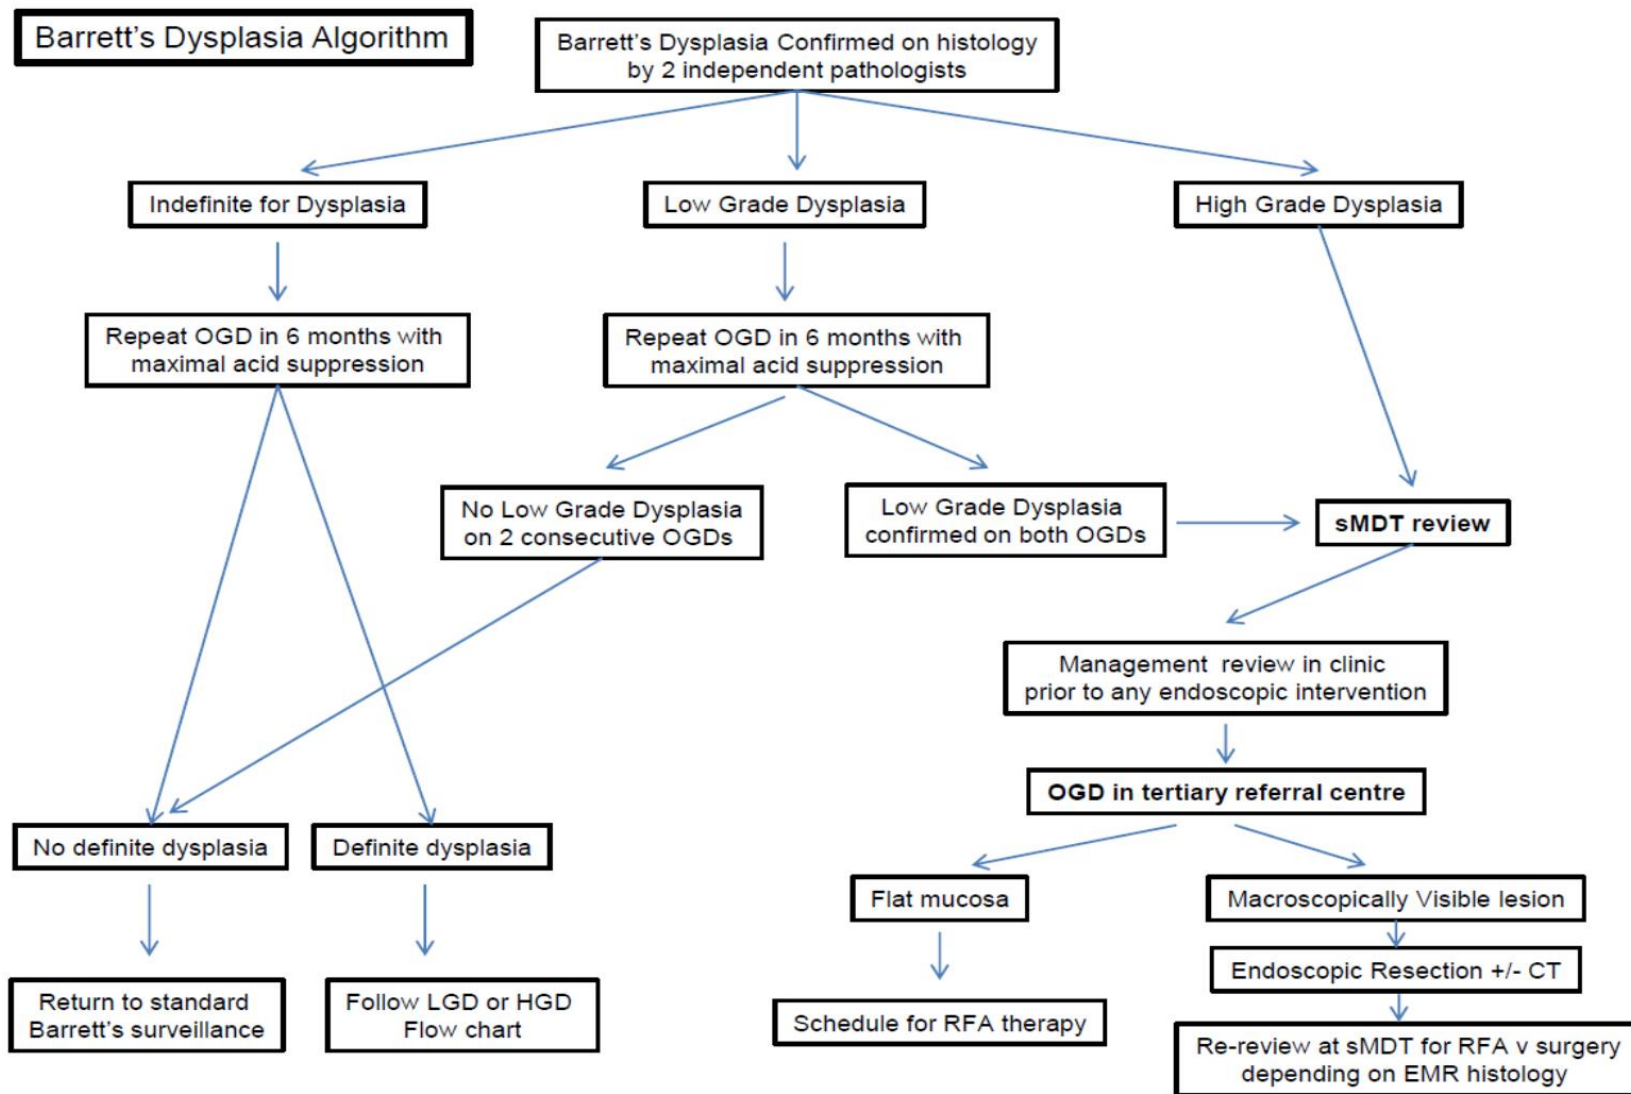 Barrett's Dysplasia Algorithm
Barrett's Dysplasia Confirmed on histology
by 2 independent pathologists
Indefinite for Dysplasia
Low Grade Dysplasia
High Grade Dysplasia
Repeat OGD in 6 months with
maximal acid suppression
Repeat OGD in 6 months with
maximal acid suppression
No Low Grade Dysplasia
on 2 consecutive OGDs
Low Grade Dysplasia
confirmed on both OGDs
sMDT review
Management review in clinic
prior to any endoscopic intervention
OGD in tertiary referral centre
No definite dysplasia
Definite dysplasia
Flat mucosa
Macroscopically Visible lesion
Return to standard
Barrett's surveillance
Follow LGD or HGD
Flow chart
Schedule for RFA therapy
Endoscopic Resection +/- CT
Re-review at sMDT for RFA v surgery
depending on EMR histology